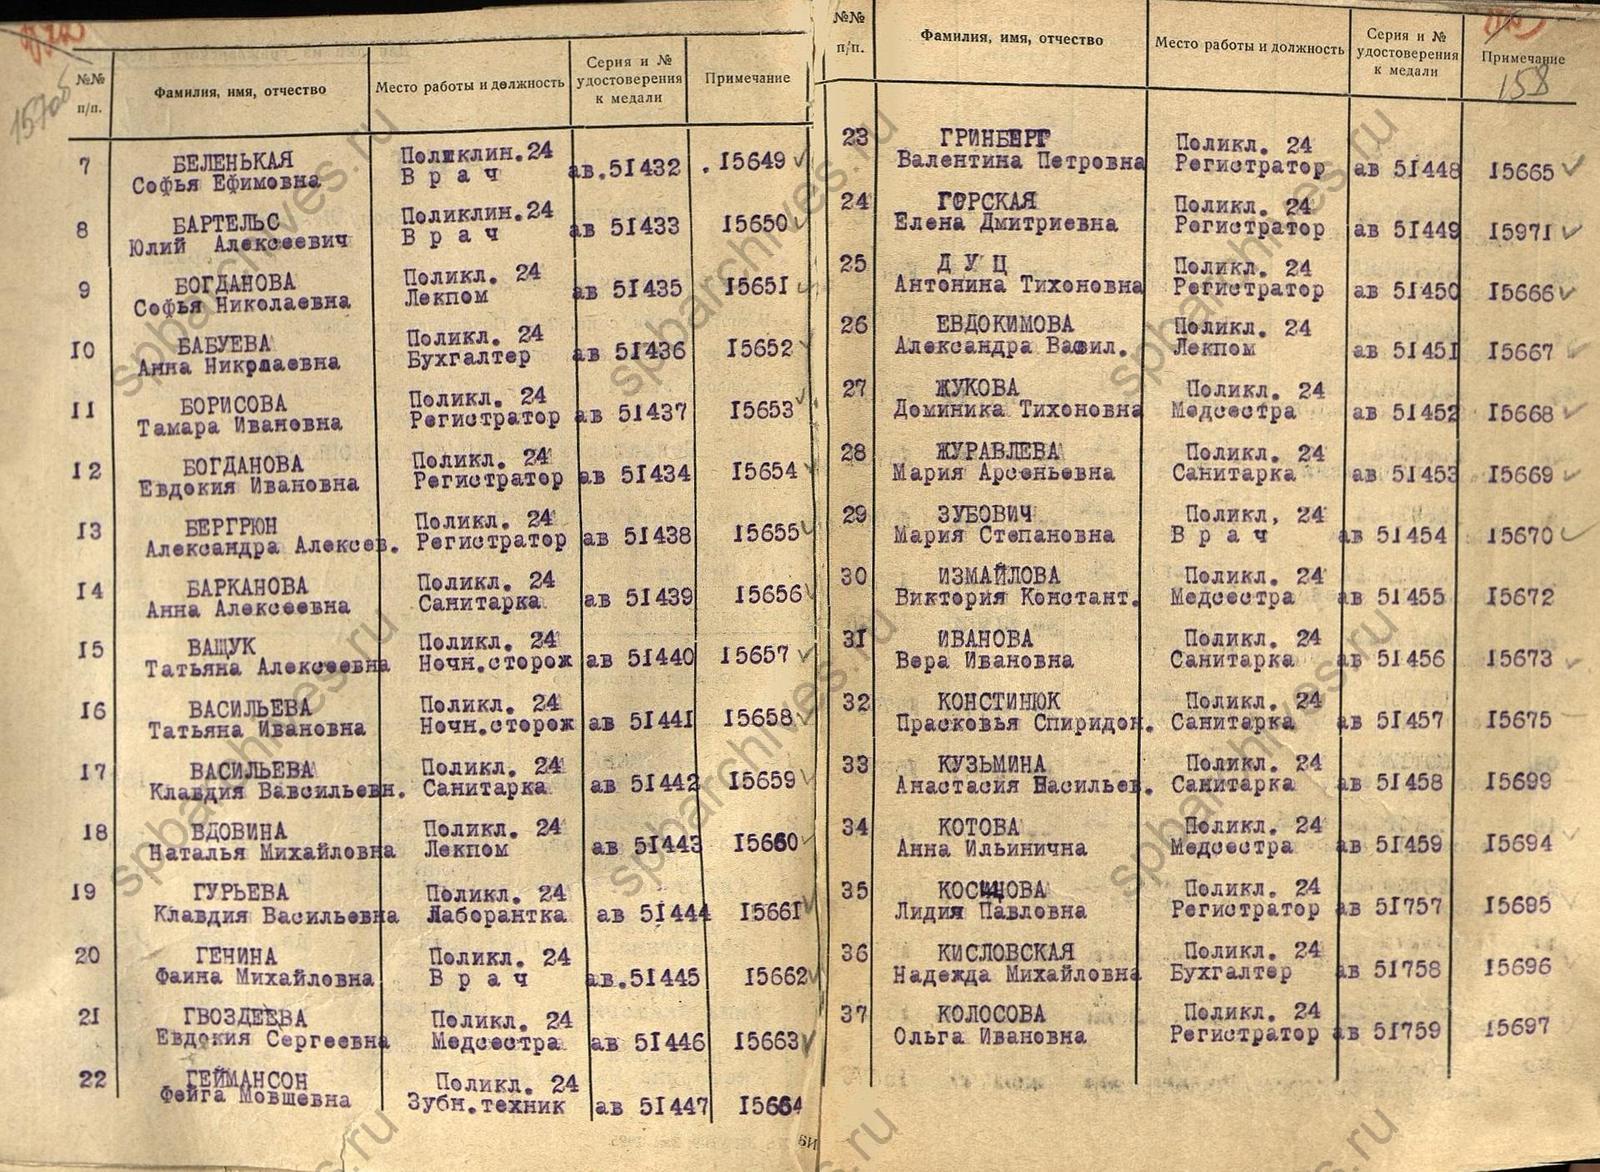 157об
№№ п/п. Фамилия, имя, отчество Место работы и должность Серия и № удостоверения к медали Примечание
7 БЕЛЕНЬКАЯ Поликлин.24
Софья Ефимовна В р а ч ав.51432 .15649
8 БАРТЕЛЬС Поликлин.24
Юлий Алексеевич В р а ч ав 51433 15650
9 БОГДАНОВА Поликл. 24
Софья Николаевна Лекпом ав 51435 15651
10 БАБУЕВА Поликл. 24
Анна Николаевна Бухгалтер ав 51436 15652
11 БОРИСОВА Поликл. 24
Тамара Ивановна Регистратор ав 51437 15653
12 БОГДАНОВА Поликл. 24
Евдокия Ивановна Регистратор ав 51434 15654
13 БЕРГРЮН Поликл. 24
Александра Алексеев. Регистратор ав 51438 15655
14 БАРКАНОВА Поликл. 24
Анна Алексеевна Санитарка ав 51439 15656
15 ВАЩУК Поликл. 24
Татьяна Алексеевна Ночн.сторож ав 51440 15657
16 ВАСИЛЬЕВА Поликл. 24
Татьяна Ивановна Ночн.сторож ав 51441 15658
17 ВАСИЛЬЕВА Поликл. 24
Клавдия Вавсильевн. Санитарка ав 51442 15659
18 ВДОВИНА Поликл. 24
Наталья Михайловна Лекпом ав 51443 15660
19 ГУРЬЕВА Поликл. 24
Клавдия Васильевна Лаборантка ав 51444 15661
20 ГЕНИНА Поликл. 24
Фаина Михайловна В р а ч ав.51445 15662
21 ГВОЗДЕЕВА Поликл. 24
Евдокия Сергеевна Медсестра ав 51446 15663
22 ГЕЙМАНСОН Поликл. 24
Фейга Мовшевна Зубн.техник ав 51447 15664
158
№№ п/п. Фамилия, имя, отчество Место работы и должность Серия и № удостоверения к медали Примечание
23 ГРИНБЕРГ Поликл. 24
Валентина Петровна Регистратор ав 51448 15665
24 ГОРСКАЯ Поликл. 24
Елена Дмитриевна Регистратор ав 51449 15971
25 Д У Ц Поликл. 24
Антонина Тихоновна Регистратор ав 51450 15666
26 ЕВДОКИМОВА Поликл. 24
Александра Васил. Лекпом ав 51451 15667
27 ЖУКОВА Поликл. 24
Доминика Тихоновна Медсестра ав 51452 15668
28 ЖУРАВЛЕВА Поликл. 24
Мария Арсеньевна Санитарка ав 51453 15669
29 ЗУБОВИЧ Поликл, 24
Мария Степановна В р а ч ав 51454 15670
30 ИЗМАЙЛОВА Поликл. 24
Виктория Констант. Медсестра ав 51455 15672
31 ИВАНОВА Поликл. 24
Вера Ивановна Санитарка ав 51456 15673
32 КОНСТИНЮК Поликл. 24
Прасковья Спиридон. Санитарка ав 51457 15675
33 КУЗЬМИНА Поликл. 24
Анастасия Васильев. Санитарка ав 51458 15699
34 КОТОВА Поликл. 24
Анна Ильинична Медсестра ав 51459 15694
35 Поликл. 24
Лидия Павловна Регистратор ав 51757 15695
36 КИСЛОВСКАЯ Поликл. 24
Надежда Михайловна Бухгалтер ав 51758 15696
37 КОЛОСОВА Поликл. 24
Ольга Ивановна Регистратор ав 51759 15697
spbarchives.ru